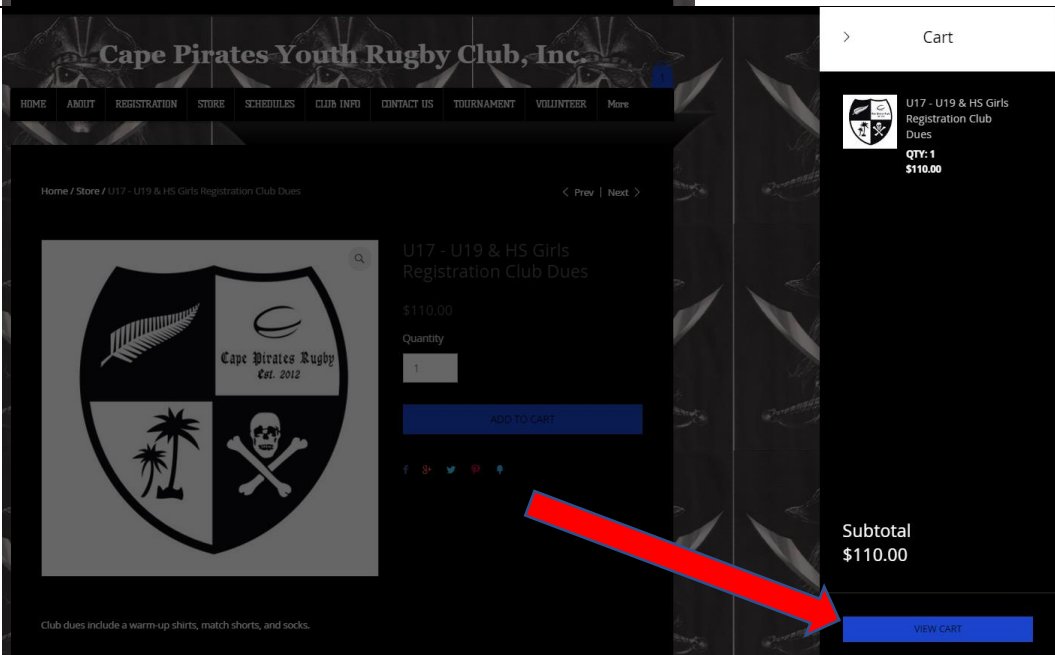 Cape Pirates Youth Rugby Club, Inc.
HOME ABOUT REGISTRATION STORE SCHEDULES CLUB INFO CONTACT US TOURNAMENT VOLUNTEER More
Home / Store / U17 - U19 & HS Girls Registration Club Dues
< Prev | Next >
Cape Pirates Rugby
Est. 2012
U17 - U19 & HS Girls
Registration Club Dues
$110.00
Quantity
1
ADD TO CART
Club dues include a warm-up shirts, match shorts, and socks.
> Cart
U17 - U19 & HS Girls
Registration Club
Dues
QTY: 1
$110.00
Subtotal
$110.00
VIEW CART